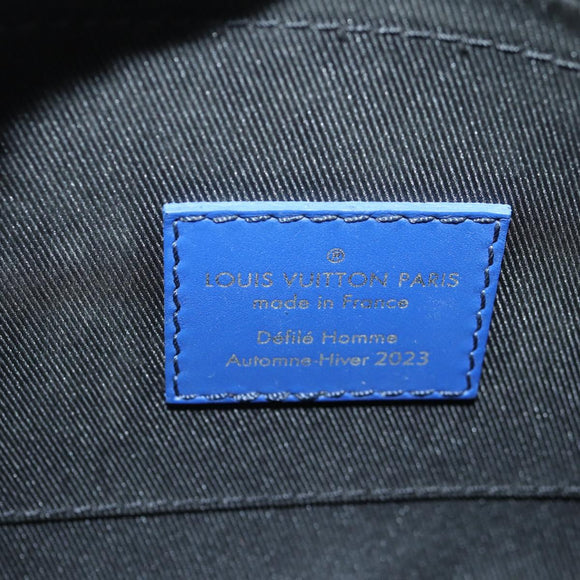 ®
LOUIS VUITTON PARIS
made in France
Défilé Homme
Automne-Hiver 2023